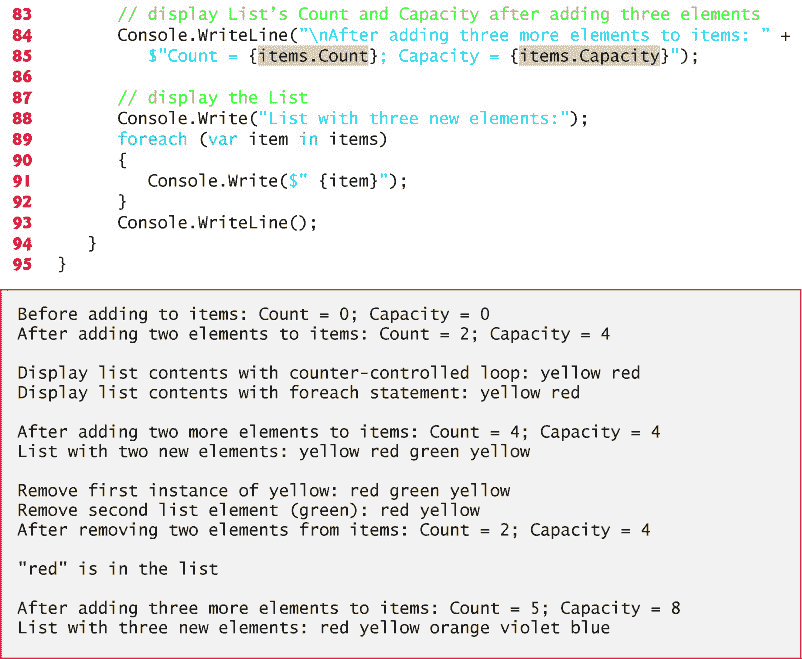 83 // display List's Count and Capacity after adding three elements
84 Console.WriteLine("\nAfter adding three more elements to items: " +
85 $"Count = {items.Count}; Capacity = {items.Capacity}");
86
87 // display the List
88 Console.Write("List with three new elements:");
89 foreach (var item in items)
90 {
91 Console.Write($" {item}");
92 }
93 Console.WriteLine();
94 }
95 }
Before adding to items: Count = 0; Capacity = 0
After adding two elements to items: Count = 2; Capacity = 4
Display list contents with counter-controlled loop: yellow red
Display list contents with foreach statement: yellow red
After adding two more elements to items: Count = 4; Capacity = 4
List with two new elements: yellow red green yellow
Remove first instance of yellow: red green yellow
Remove second list element (green): red yellow
After removing two elements from items: Count = 2; Capacity = 4
"red" is in the list
After adding three more elements to items: Count = 5; Capacity = 8
List with three new elements: red yellow orange violet blue